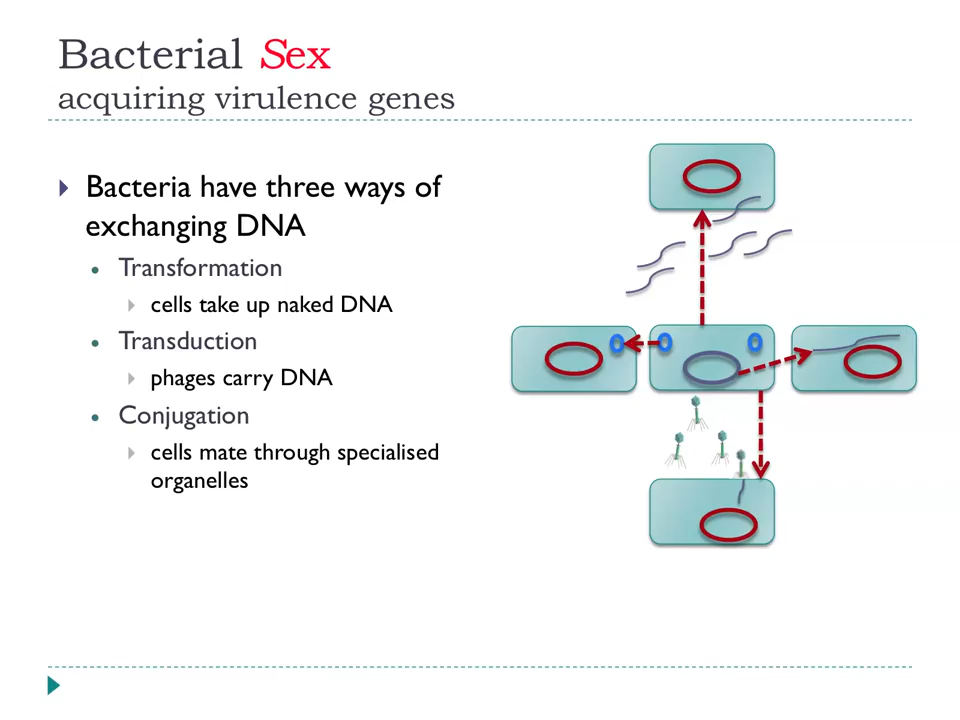 Bacterial Sex
acquiring virulence genes
Bacteria have three ways of
exchanging DNA
Transformation
cells take up naked DNA
Transduction
phages carry DNA
Conjugation
cells mate through specialised
organelles